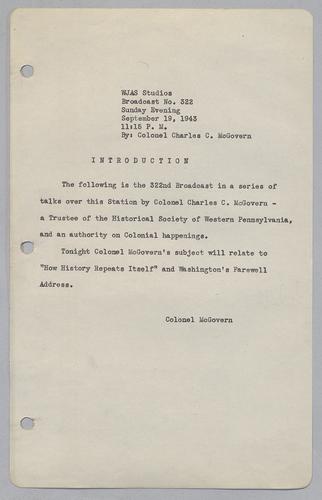 WJAS Studios
Broadcast No. 322
Sunday Evening
September 19, 1943
11:15 P. M.
By: Colonel Charles C. McGovern
I N T R O D U C T I O N
The following is the 322nd Broadcast in a series of
talks over this Station by Colonel Charles C. McGovern -
a Trustee of the Historical Society of Western Pennsylvania,
and an authority on Colonial happenings.
Tonight Colonel McGovern's subject will relate to
"How History Repeats Itself" and Washington's Farewell
Address.
Colonel McGovern